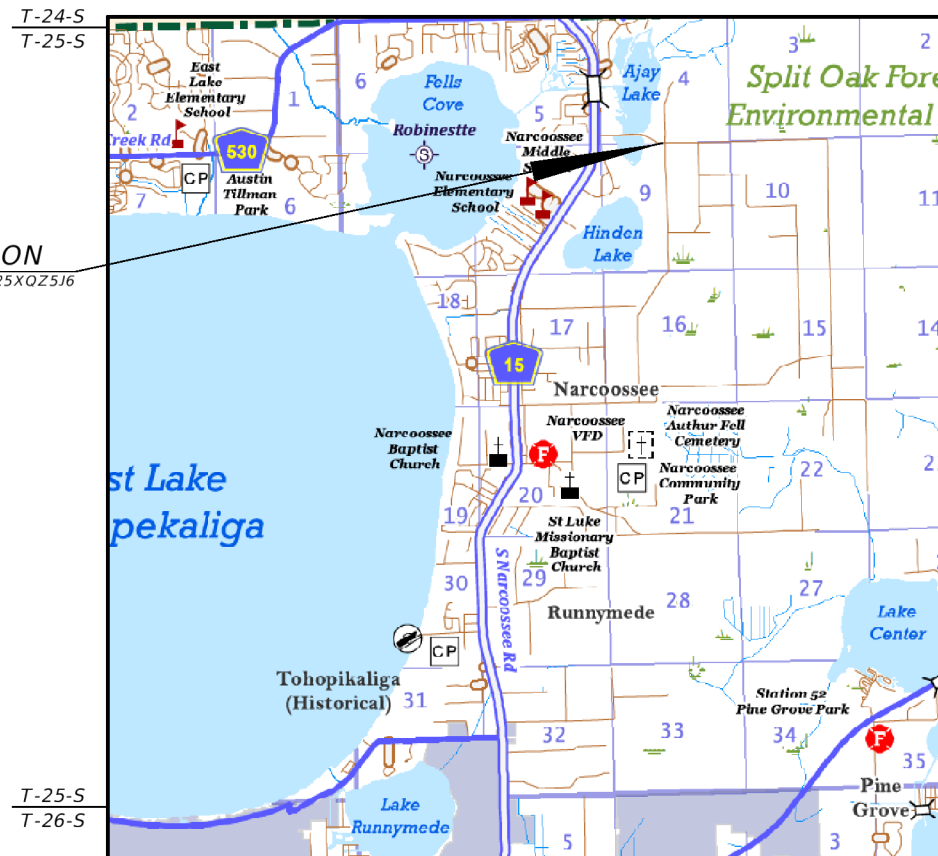 T-24-S
T-25-S
East
Lake
Elementary
School
2
1
6
Fells
Cove
Ajay
Lake
3
2
4
Split Oak Fore
Environmental
5
Creek Rd
530
Robinestte
S
Narcoossee
Middle
S
CP
Austin
Tillman
Park
7
6
Narcoossee
Elementary
School
9
10
11
Hinden
Lake
ON
25XQZ5J6
18
17
16
15
14
15
Narcoossee
Narcoossee
Baptist
Church
Narcoossee
VFD
F
Narcoossee
Authur Fell
Cemetery
CP
Narcoossee
Community
Park
22
2
st Lake
pekaliga
19
20
21
St Luke
Missionary
Baptist
Church
S Narcoossee Rd
30
29
28
27
Runnymede
Lake
Center
CP
Tohopikaliga
(Historical)
31
Station 52
Pine Grove Park
32
33
34
F
35
Pine
Grove
T-25-S
T-26-S
Lake
Runnymede
5
3